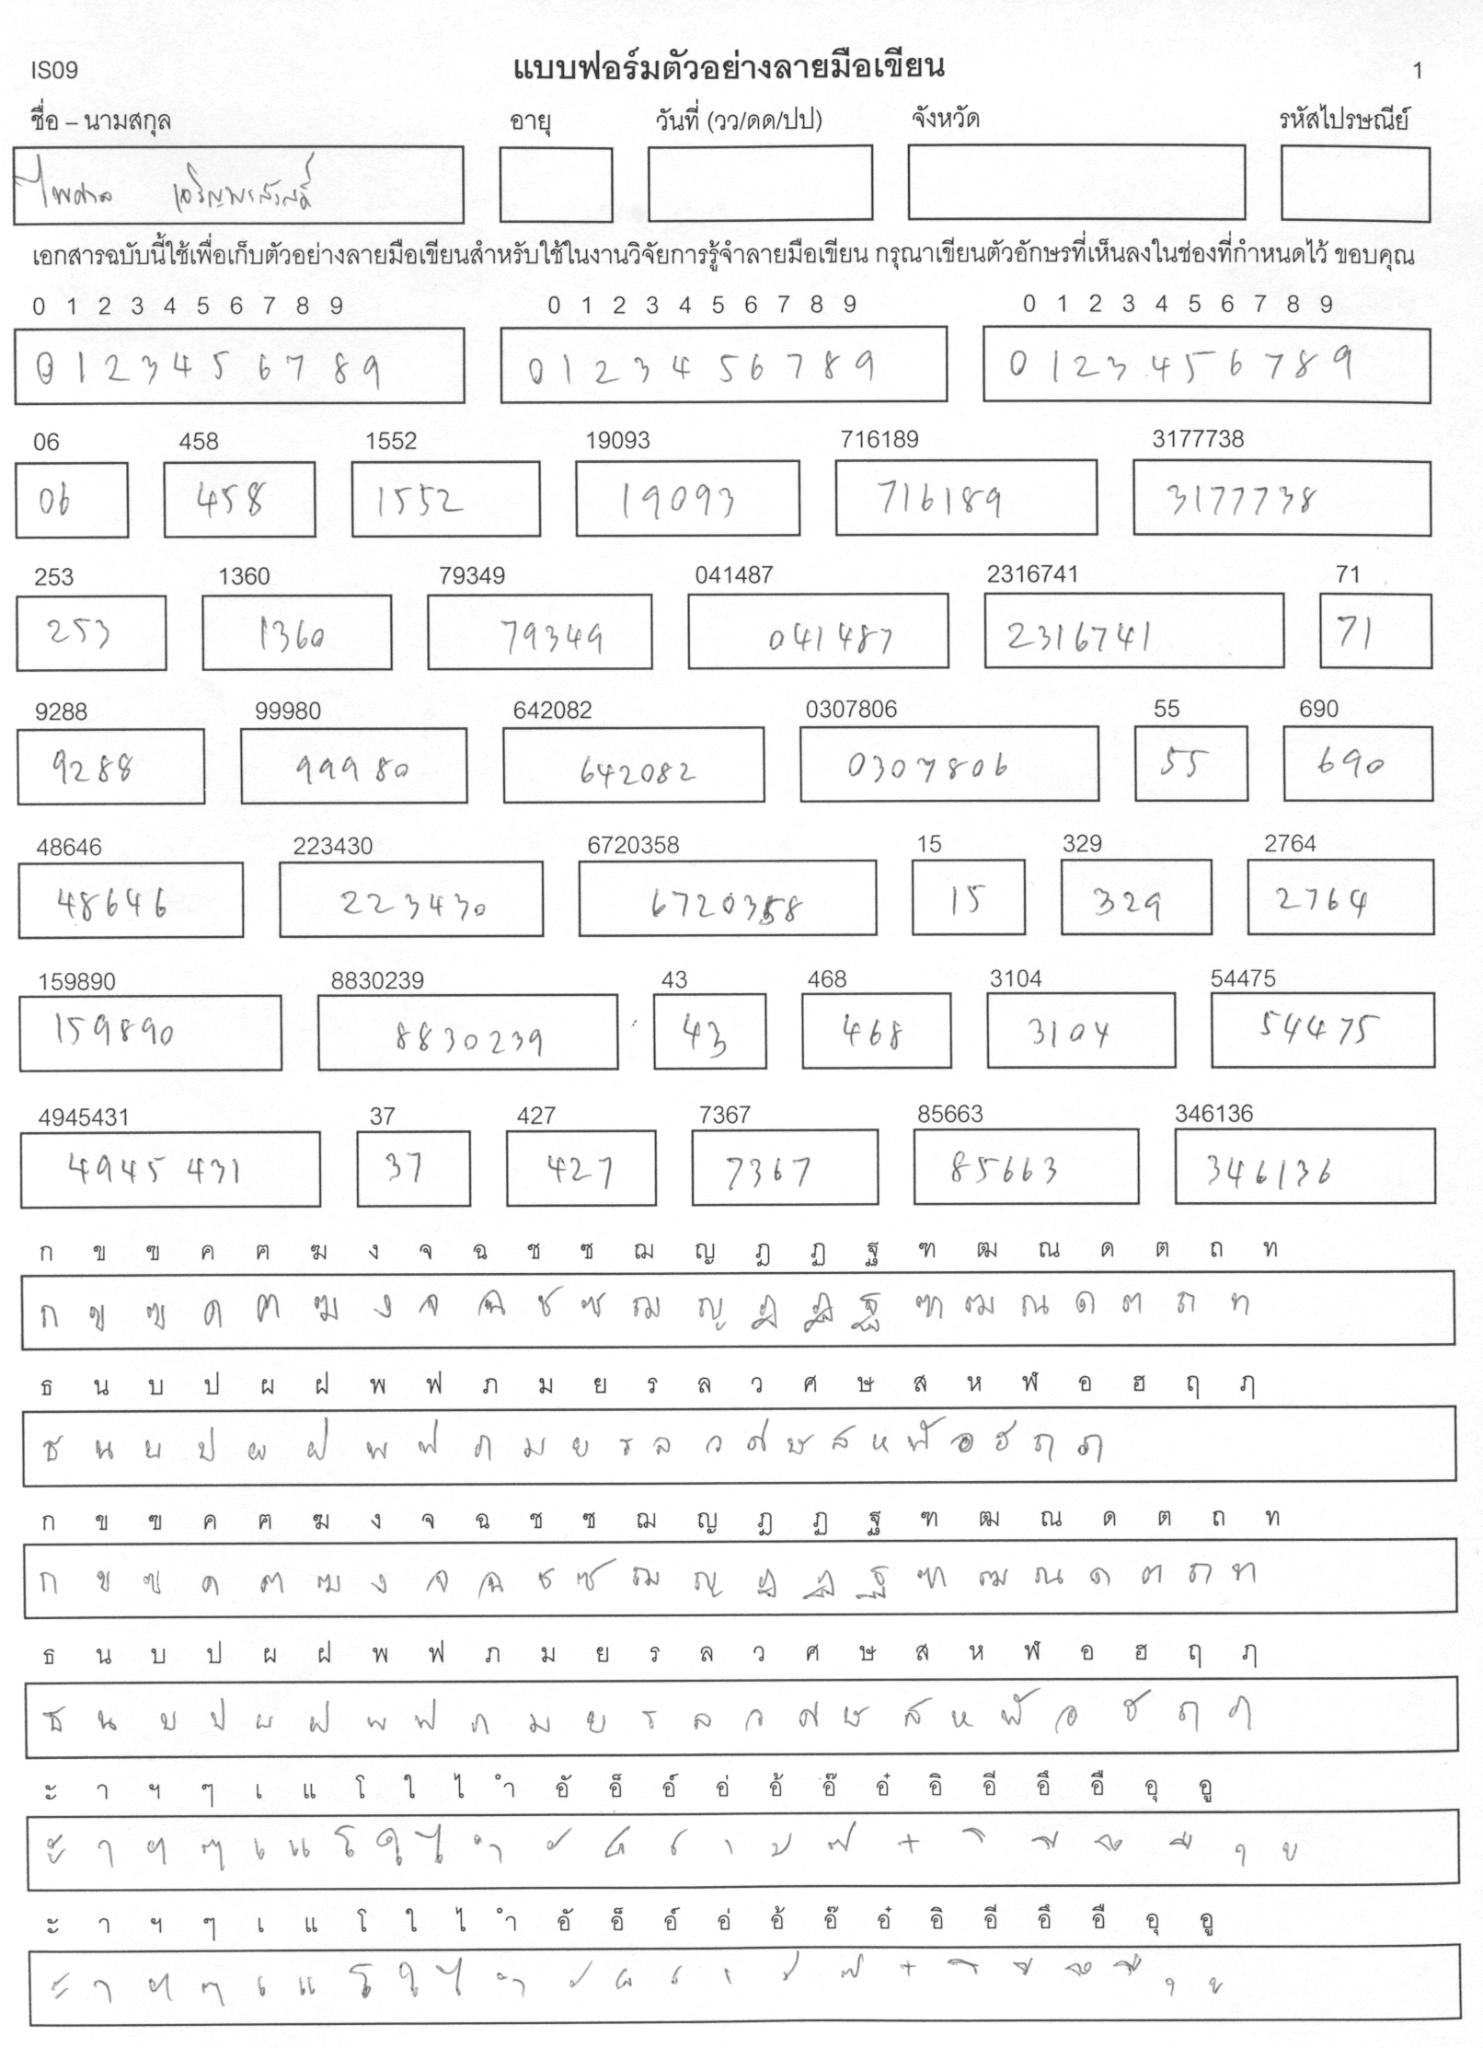 IS09 แบบฟอร์มตัวอย่างลายมือเขียน 1
ชื่อ – นามสกุล อายุ วันที่ (วว/ดด/ปป) จังหวัด รหัสไปรษณีย์
ไพศาล
เอกสารฉบับนี้ใช้เพื่อเก็บตัวอย่างลายมือเขียนสำหรับใช้ในงานวิจัยการรู้จำลายมือเขียน กรุณาเขียนตัวอักษรที่เห็นลงในช่องที่กำหนดไว้ ขอบคุณ
0 1 2 3 4 5 6 7 8 9 0 1 2 3 4 5 6 7 8 9 0 1 2 3 4 5 6 7 8 9
0 1 2 3 4 5 6 7 8 9 0 1 2 3 4 5 6 7 8 9 0 1 2 3 4 5 6 7 8 9
06 458 1552 19093 716189 3177738
06 458 1552 19093 716189 3177738
253 1360 79349 041487 2316741 71
253 1360 79349 041487 2316741 71
9288 99980 642082 0307806 55 690
9288 99980 642082 0307806 55 690
48646 223430 6720358 15 329 2764
48646 223430 6720358 15 329 2764
159890 8830239 43 468 3104 54475
159890 8830239 43 468 3104 54475
4945431 37 427 7367 85663 346136
4945 431 37 427 7367 85663 346136
ก ข ฃ ค ฅ ฆ ง จ ฉ ช ซ ฌ ญ ฎ ฏ ฐ ฑ ฒ ณ ด ต ถ ท
ก ข ฃ ค ฅ ฆ ง จ ฉ ช ซ ฌ ญ ฎ ฏ ฐ ฑ ฒ ณ ด ต ถ ท
ธ น บ ป ผ ฝ พ ฟ ภ ม ย ร ล ว ศ ษ ส ห ฬ อ ฮ ฤ ฦ
ธ น บ ป ผ ฝ พ ฟ ภ ม ย ร ล ว ศ ษ ส ห ฬ อ ฮ ฤ ฦ
ก ข ฃ ค ฅ ฆ ง จ ฉ ช ซ ฌ ญ ฎ ฏ ฐ ฑ ฒ ณ ด ต ถ ท
ก ข ฃ ค ฅ ฆ ง จ ฉ ช ซ ฌ ญ ฎ ฏ ฐ ฑ ฒ ณ ด ต ถ ท
ธ น บ ป ผ ฝ พ ฟ ภ ม ย ร ล ว ศ ษ ส ห ฬ อ ฮ ฤ ฦ
ธ น บ ป ผ ฝ พ ฟ ภ ม ย ร ล ว ศ ษ ส ห ฬ อ ฮ ฤ ฦ
ะ า ฯ ๆ เ แ โ ใ ไ ำ อั อ็ อ์ อ่ อ้ อ๊ อ๋ อิ อี อึ อื อุ อู
ะ า ฯ ๆ เ แ โ ใ ไ ำ ั ็ ์ ่ ้ ๊ ๋ ิ ี ึ ื ุ ู
ะ า ฯ ๆ เ แ โ ใ ไ ำ อั อ็ อ์ อ่ อ้ อ๊ อ๋ อิ อี อึ อื อุ อู
ะ า ฯ ๆ เ แ โ ใ ไ ำ ั ็ ์ ่ ้ ๊ ๋ ิ ี ึ ื ุ ู